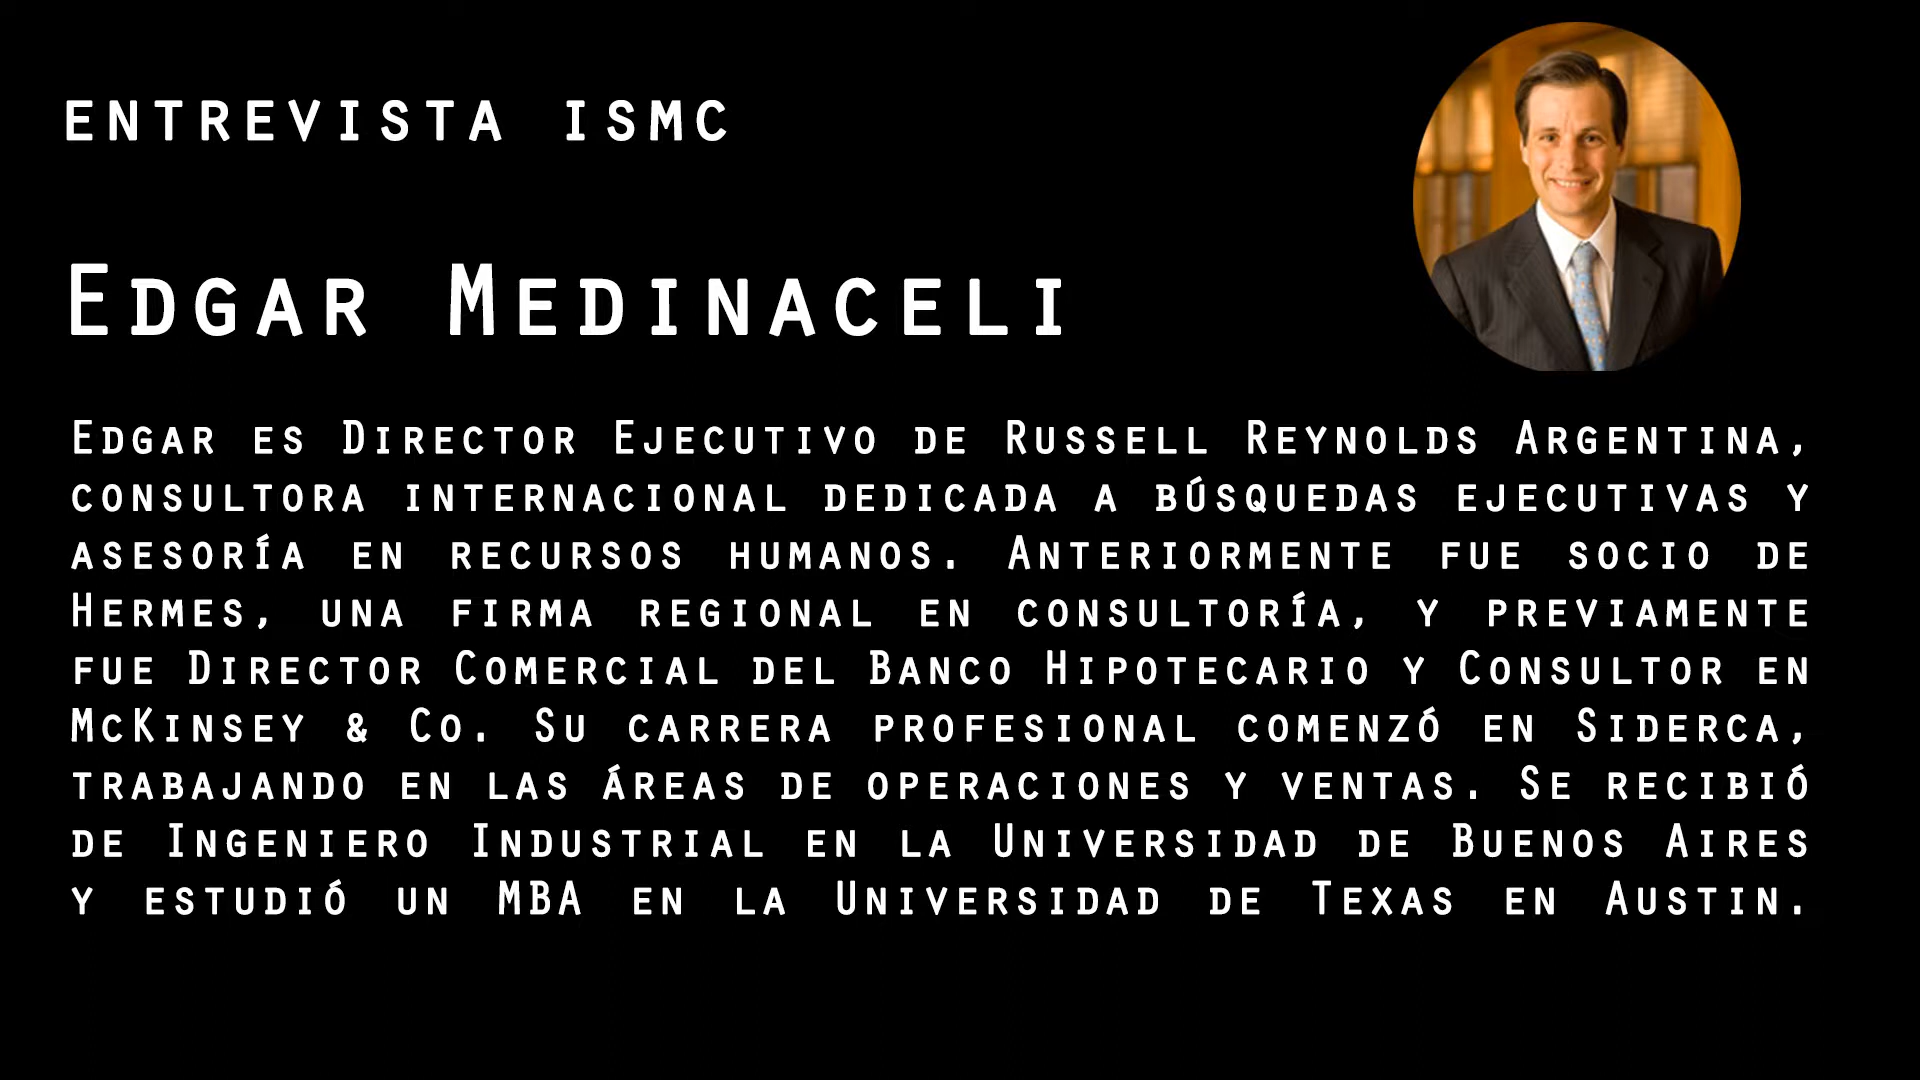 ENTREVISTA ISMC
EDGAR MEDINACELI
EDGAR ES DIRECTOR EJECUTIVO DE RUSSELL REYNOLDS ARGENTINA,
CONSULTORA INTERNACIONAL DEDICADA A BÚSQUEDAS EJECUTIVAS Y
ASESORÍA EN RECURSOS HUMANOS. ANTERIORMENTE FUE SOCIO DE
HERMES, UNA FIRMA REGIONAL EN CONSULTORÍA, Y PREVIAMENTE
FUE DIRECTOR COMERCIAL DEL BANCO HIPOTECARIO Y CONSULTOR EN
MCKINSEY & CO. SU CARRERA PROFESIONAL COMENZÓ EN SIDERCA,
TRABAJANDO EN LAS ÁREAS DE OPERACIONES Y VENTAS. SE RECIBIÓ
DE INGENIERO INDUSTRIAL EN LA UNIVERSIDAD DE BUENOS AIRES
Y ESTUDIÓ UN MBA EN LA UNIVERSIDAD DE TEXAS EN AUSTIN.